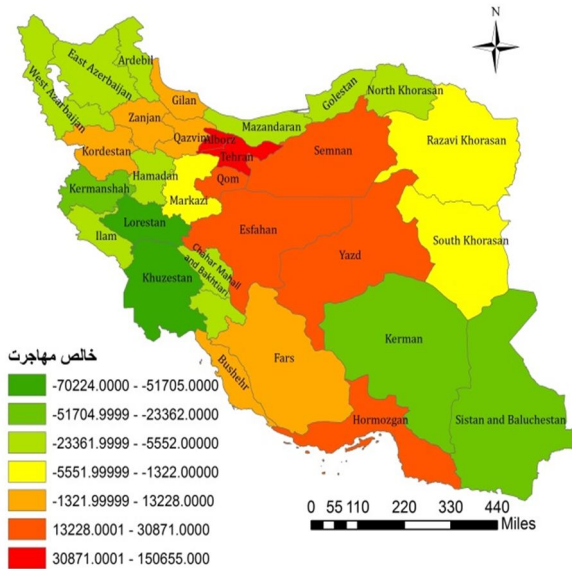 N
Ardebil
East Azerbaijan
West Azarbaijan
Gilan
Zanjan
Qazvin
Alborz
Tehran
Mazandaran
Golestan
North Khorasan
Razavi Khorasan
Semnan
Kordestan
Hamadan
Qom
Markazi
Kermanshah
Lorestan
Ilam
Esfahan
Yazd
South Khorasan
Khuzestan
Chahar Mahall
and Bakhtiari
Kerman
Fars
Bushehr
Hormozgan
Sistan and Baluchestan
خالص مهاجرت
-70224.0000 - -51705.0000
-51704.9999 - -23362.0000
-23361.9999 - -5552.00000
-5551.99999 - -1322.00000
-1321.99999 - 13228.0000
13228.0001 - 30871.0000
30871.0001 - 150655.000
0 55 110 220 330 440
Miles